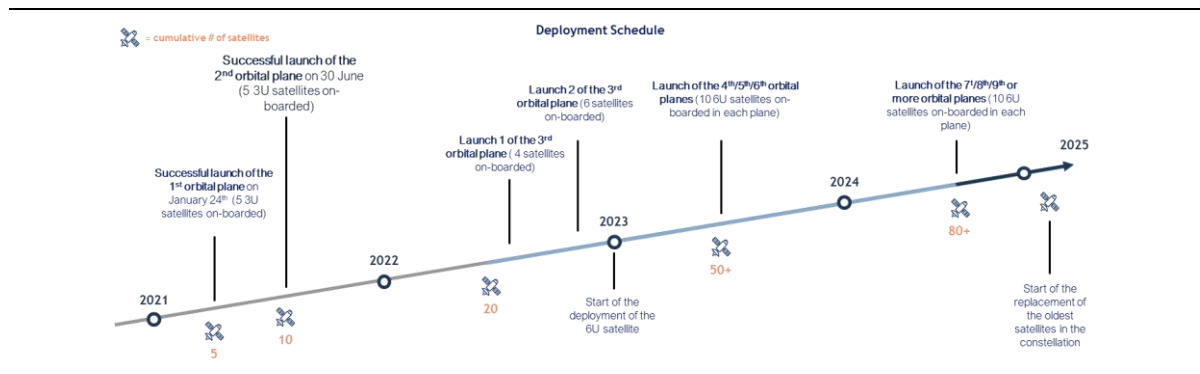 Deployment Schedule
= cumulative # of satellites
Successful launch of the
2nd orbital plane on 30 June
(5 3U satellites on-
boarded)
Successful launch of the
1st orbital plane on
January 24th (5 3U
satellites on-boarded)
Launch 1 of the 3rd
orbital plane ( 4 satellites
on-boarded)
Launch 2 of the 3rd
orbital plane (6 satellites
on-boarded)
Launch of the 4th/5th/6th orbital
planes (10 6U satellites on-
boarded in each plane)
Launch of the 7t/8th/9th or
more orbital planes (10 6U
satellites on-boarded in each
plane)
2021
2022
2023
2024
2025
5
10
20
50+
80+
Start of the
deployment of the
6U satellite
Start of the
replacement of
the oldest
satellites in the
constellation